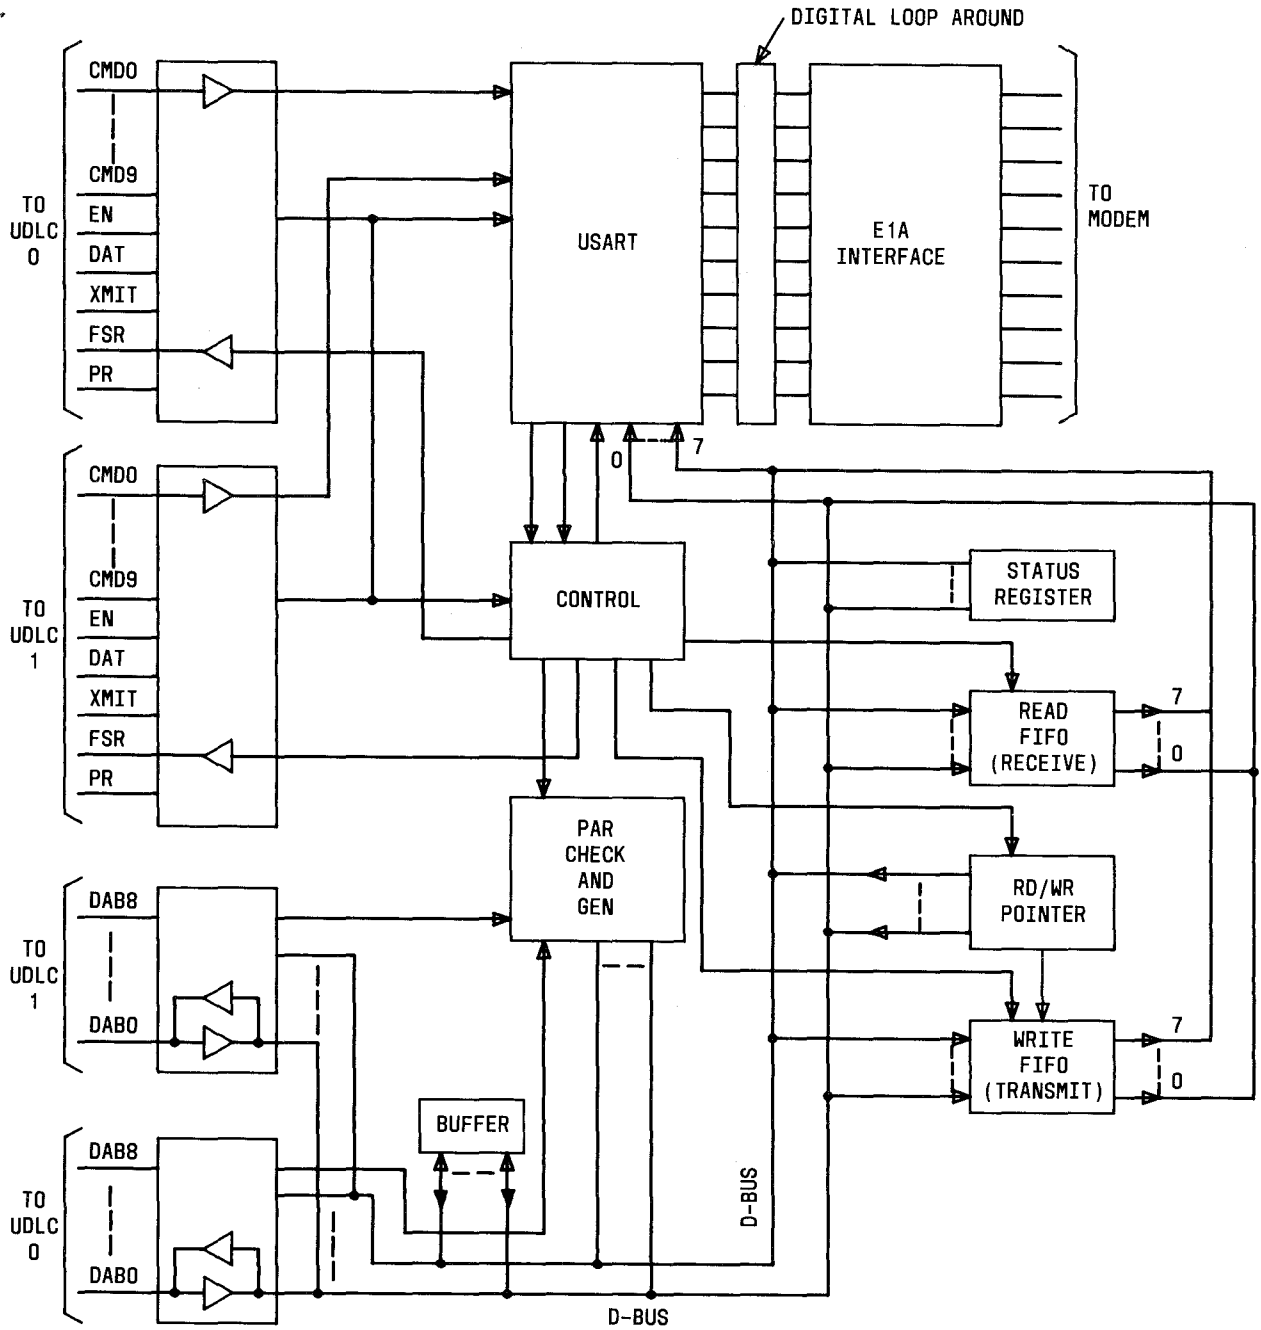 DIGITAL LOOP AROUND
CMD0
CMD9
EN
DAT
XMIT
FSR
PR
TO
UDLC
0
USART
E1A
INTERFACE
TO
MODEM
0
7
CMD0
CMD9
EN
DAT
XMIT
FSR
PR
TO
UDLC
1
CONTROL
STATUS
REGISTER
READ
FIFO
(RECEIVE)
7
0
PAR
CHECK
AND
GEN
RD/WR
POINTER
DAB8
DAB0
TO
UDLC
1
WRITE
FIFO
(TRANSMIT)
7
0
BUFFER
DAB8
DAB0
TO
UDLC
0
D-BUS
D-BUS